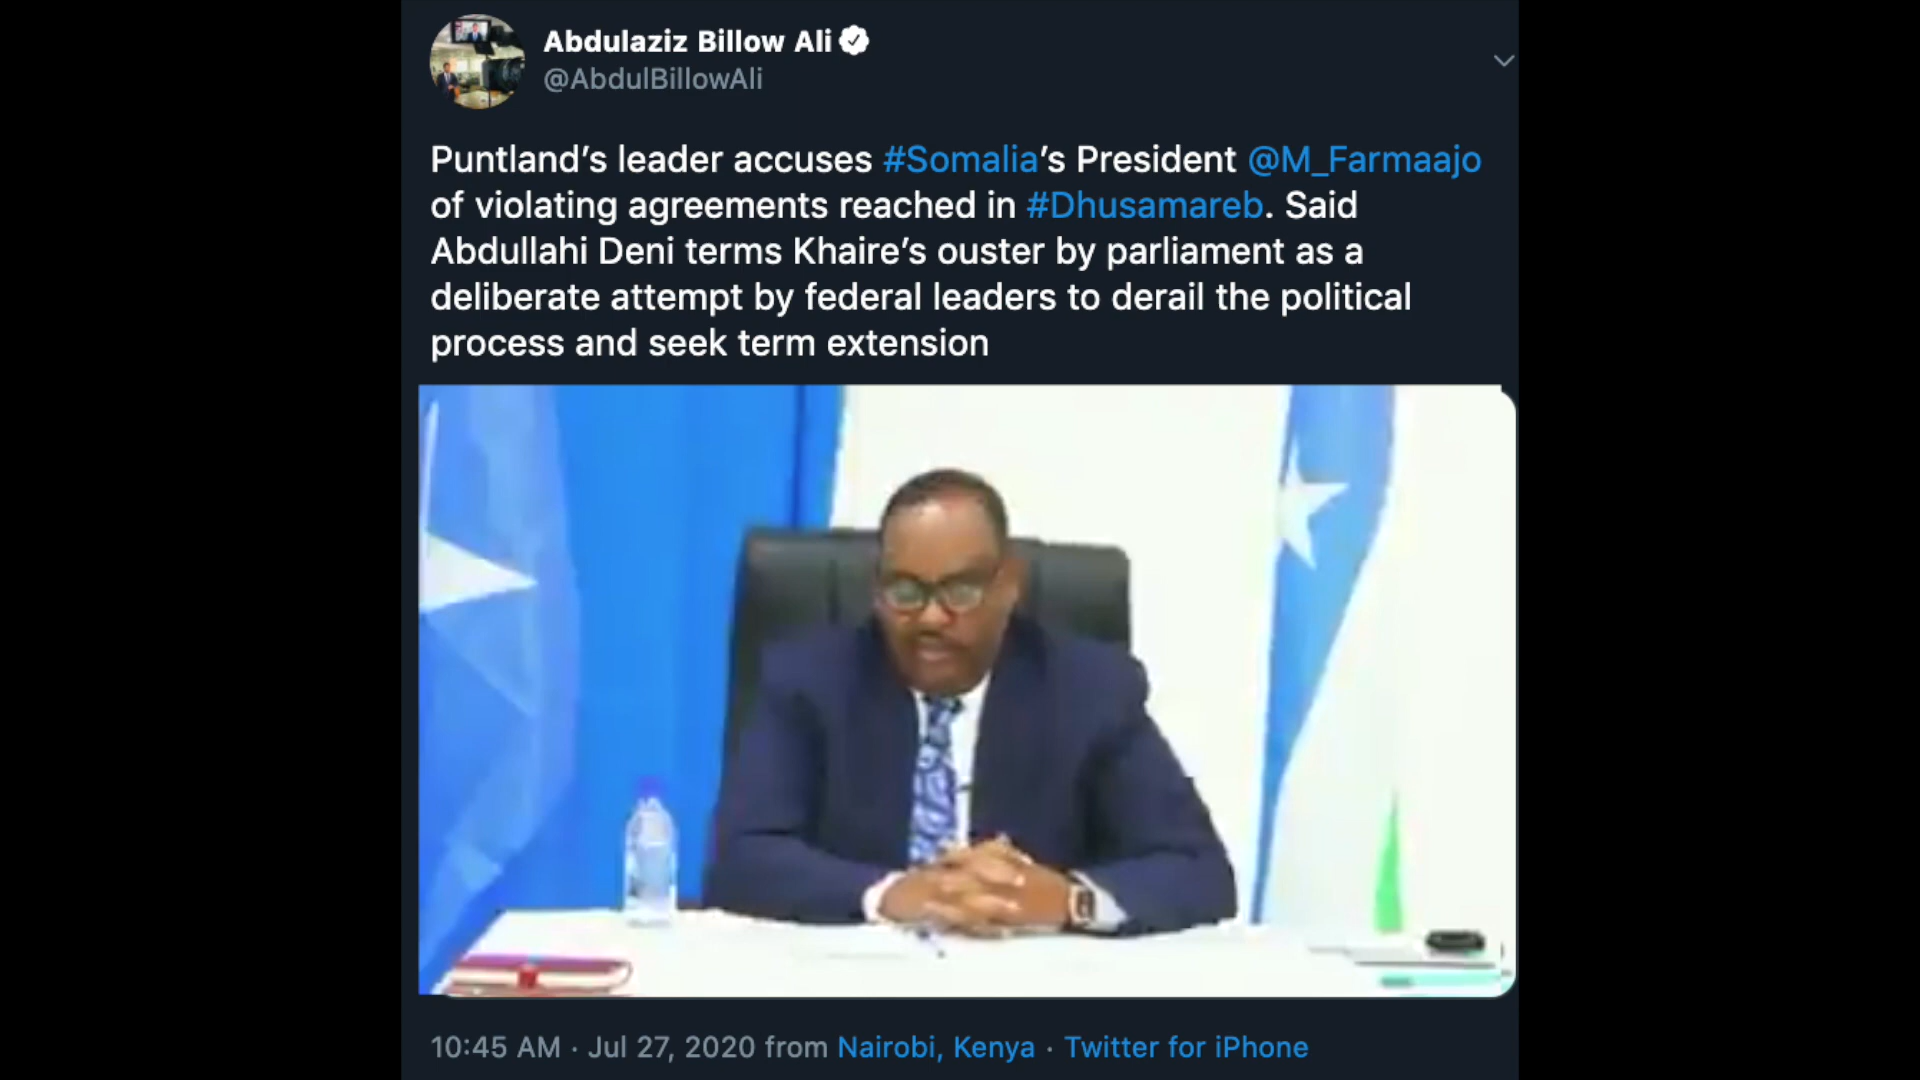 Abdulaziz Billow Ali
@AbdulBillowAli
Puntland’s leader accuses #Somalia’s President @M_Farmaajo
of violating agreements reached in #Dhusamareb. Said
Abdullahi Deni terms Khaire’s ouster by parliament as a
deliberate attempt by federal leaders to derail the political
process and seek term extension
10:45 AM · Jul 27, 2020 from Nairobi, Kenya · Twitter for iPhone